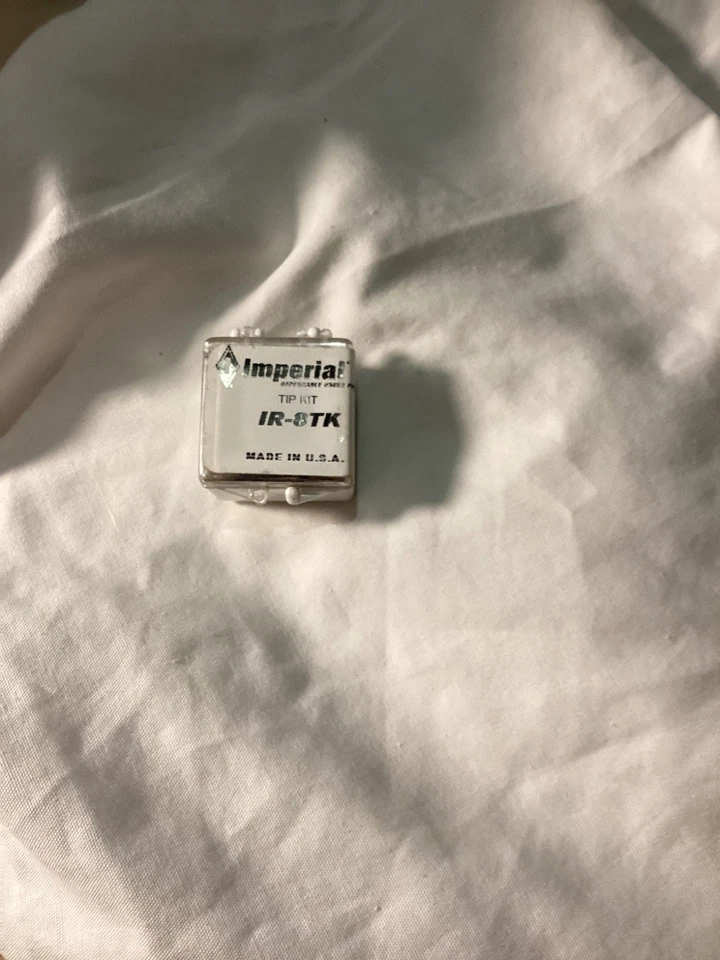 Imperial
TIP KIT
IR-8TK
MADE IN U.S.A.